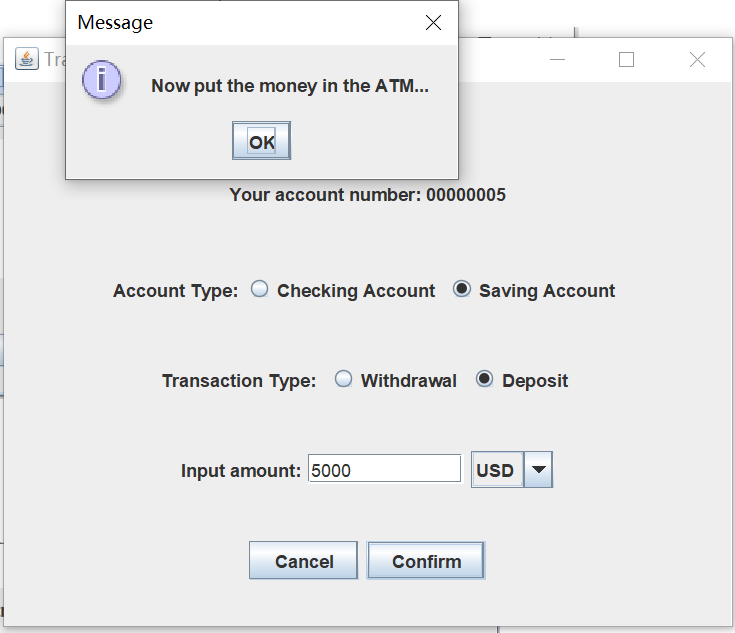 Message
Now put the money in the ATM...
OK
Your account number: 00000005
Account Type: Checking Account Saving Account
Transaction Type: Withdrawal Deposit
Input amount: 5000 USD
Cancel Confirm